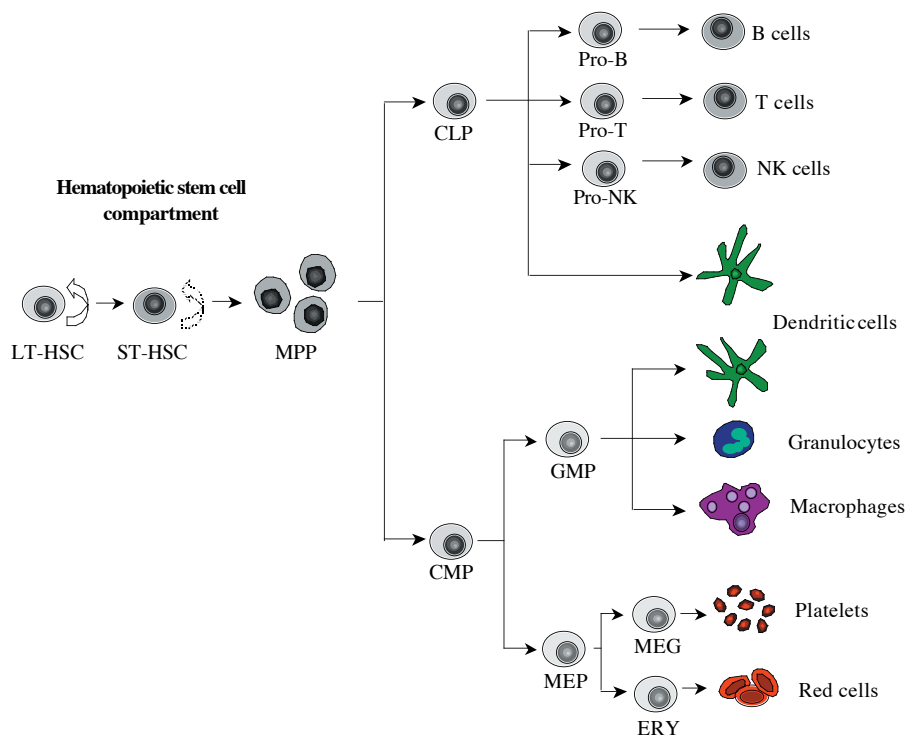 Hematopoietic stem cell
compartment
LT-HSC
ST-HSC
MPP
CLP
CMP
Pro-B
Pro-T
Pro-NK
B cells
T cells
NK cells
Dendritic cells
GMP
Granulocytes
Macrophages
MEP
MEG
ERY
Platelets
Red cells